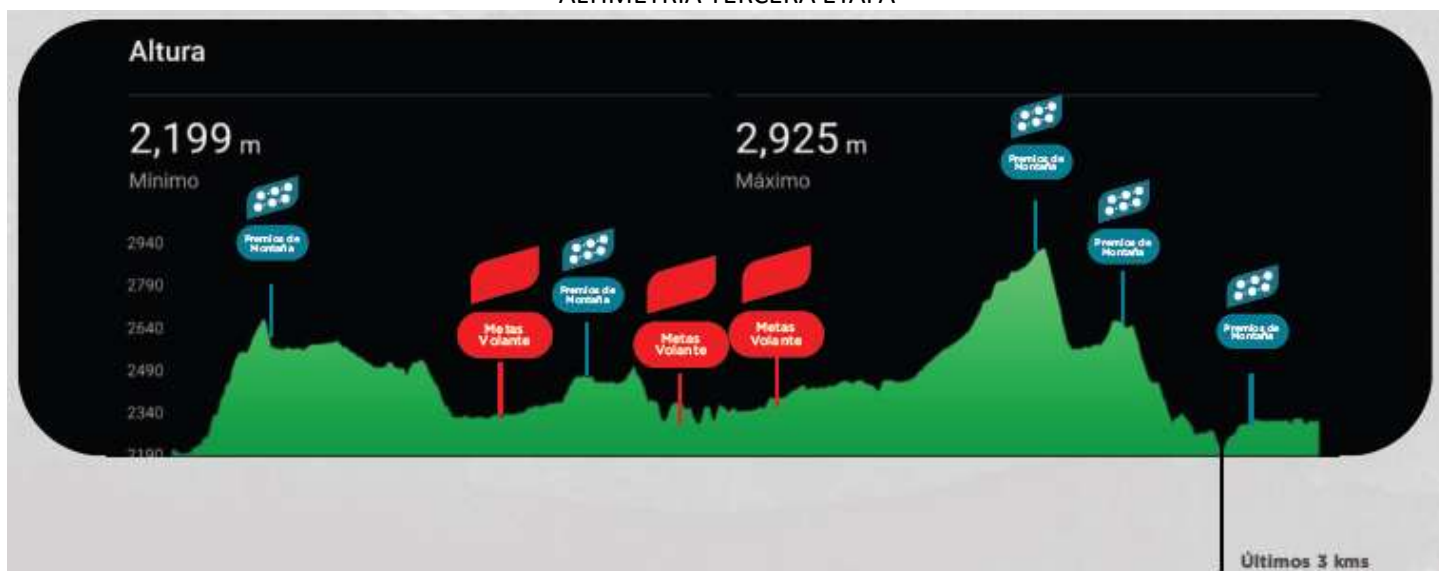 ALTIMETRÍA TERCERA ETAPA
Altura
2,199 m
Mínimo
2,925 m
Máximo
Premios de
Montaña
Premios de
Montaña
Premios de
Montaña
Premios de
Montaña
Premios de
Montaña
Metas
Volante
Metas
Volante
Metas
Volante
2940
2790
2640
2490
2340
2190
Últimos 3 kms